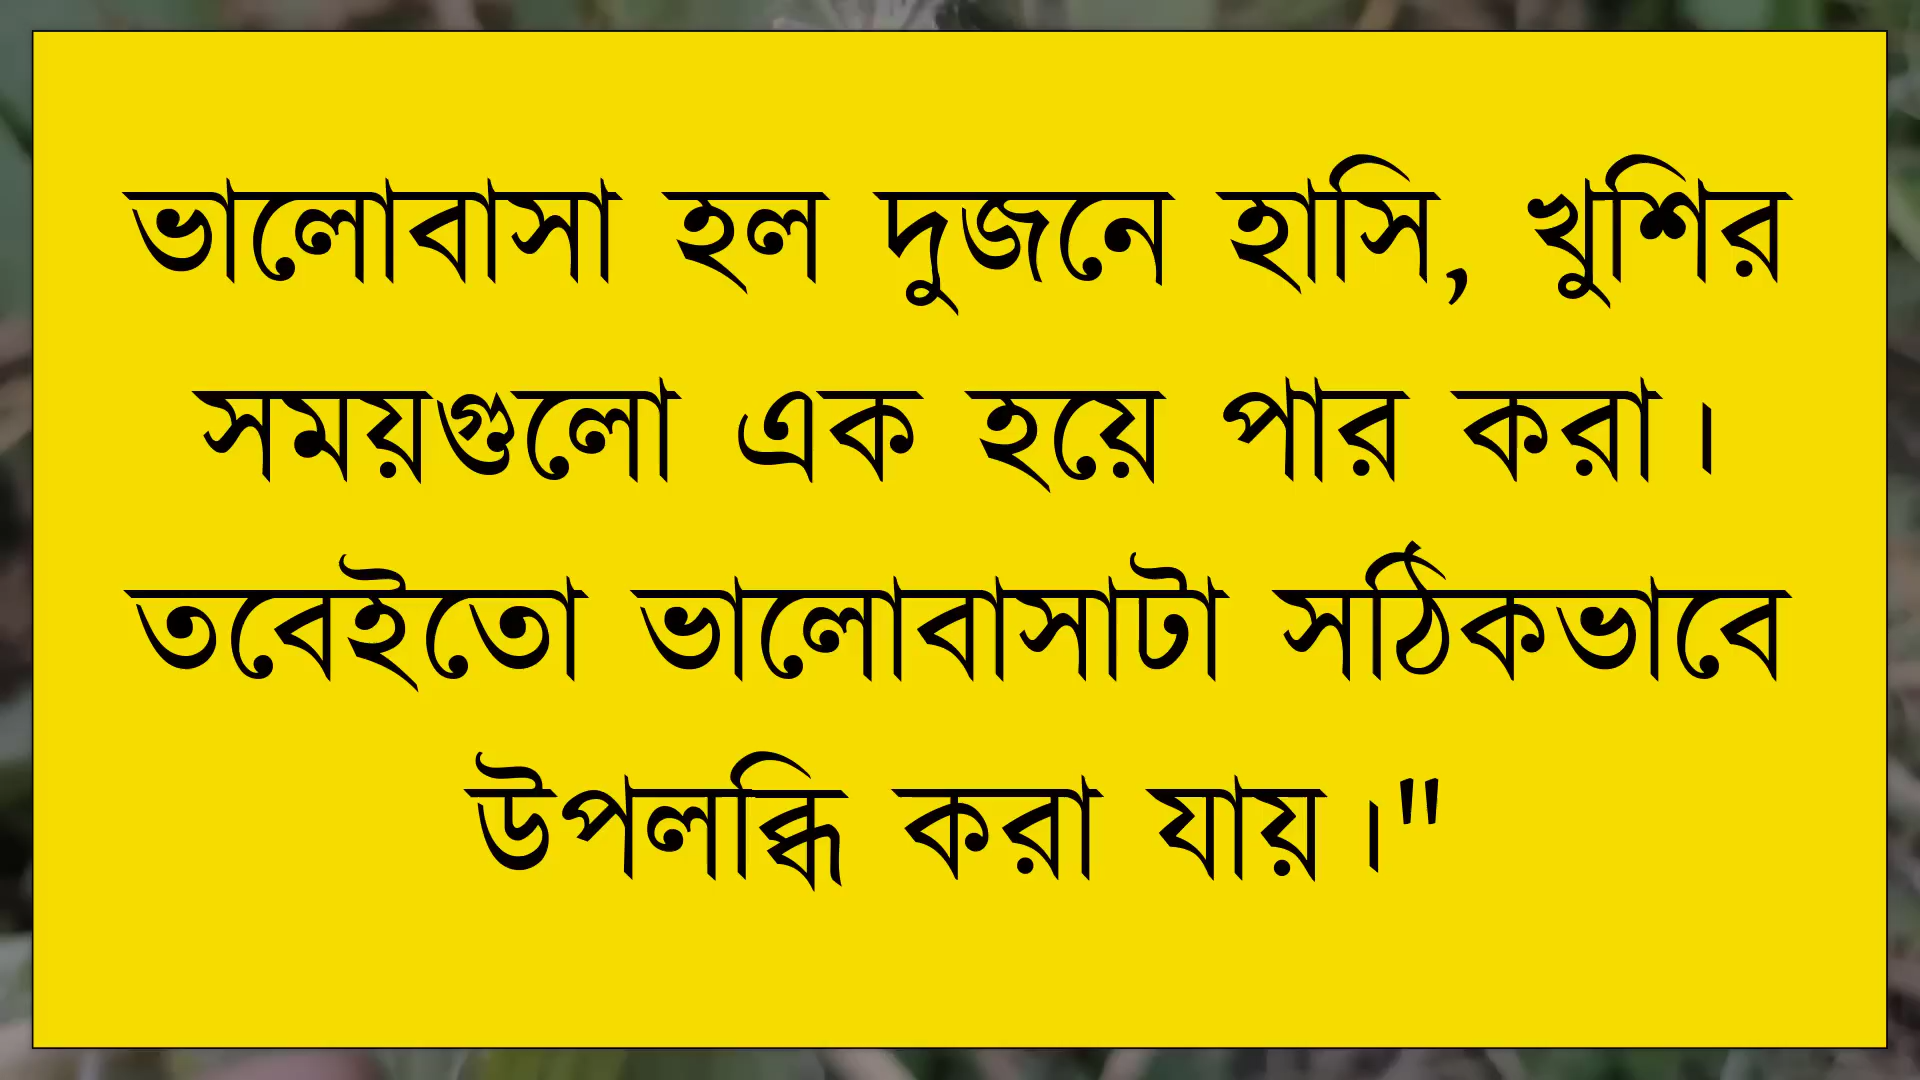 ভালোবাসা হল দুজনে হাসি, খুশির
সময়গুলো এক হয়ে পার করা।
তবেইতো ভালোবাসাটা সঠিকভাবে
উপলব্ধি করা যায়।"